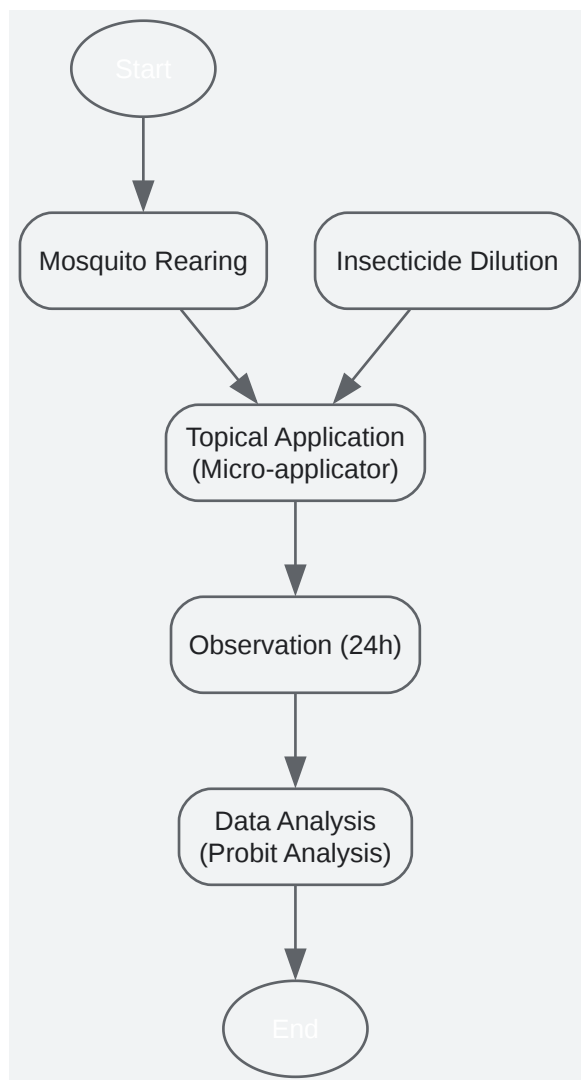 Start
Mosquito Rearing
Insecticide Dilution
Topical Application
(Micro-applicator)
Observation (24h)
Data Analysis
(Probit Analysis)
End